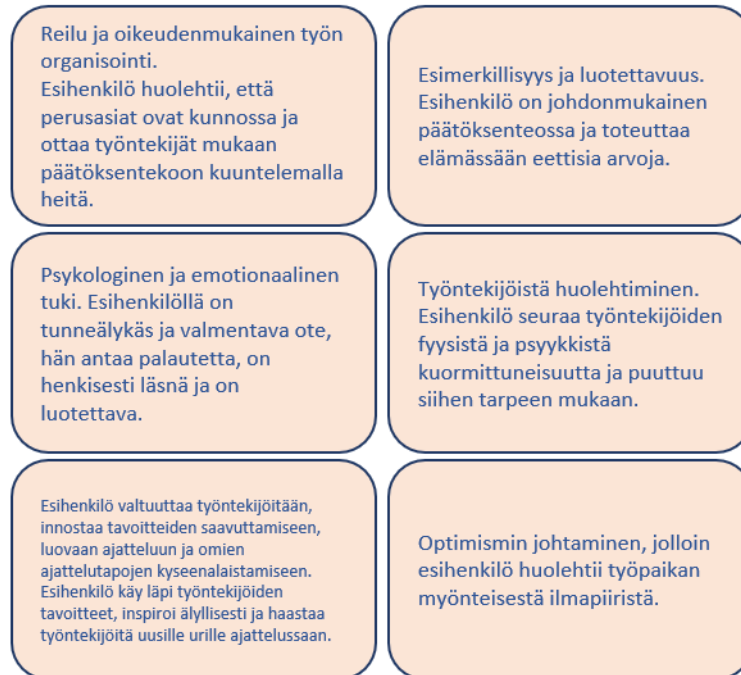 Reilu ja oikeudenmukainen työn
organisointi.
Esihenkilö huolehtii, että
perusasiat ovat kunnossa ja
ottaa työntekijät mukaan
päätöksentekoon kuuntelemalla
heitä.
Esimerkillisyys ja luotettavuus.
Esihenkilö on johdonmukainen
päätöksenteossa ja toteuttaa
elämässään eettisia arvoja.
Psykologinen ja emotionaalinen
tuki. Esihenkilöllä on
tunneälykäs ja valmentava ote,
hän antaa palautetta, on
henkisesti läsnä ja on
luotettava.
Työntekijöistä huolehtiminen.
Esihenkilö seuraa työntekijöiden
fyysistä ja psyykkistä
kuormittuneisuutta ja puuttuu
siihen tarpeen mukaan.
Esihenkilö valtuuttaa työntekijöitään,
innostaa tavoitteiden saavuttamiseen,
luovaan ajatteluun ja omien
ajattelutapojen kyseenalaistamiseen.
Esihenkilö käy läpi työntekijöiden
tavoitteet, inspiroi älyllisesti ja haastaa
työntekijöitä uusille urille ajattelussaan.
Optimismin johtaminen, jolloin
esihenkilö huolehtii työpaikan
myönteisestä ilmapiiristä.